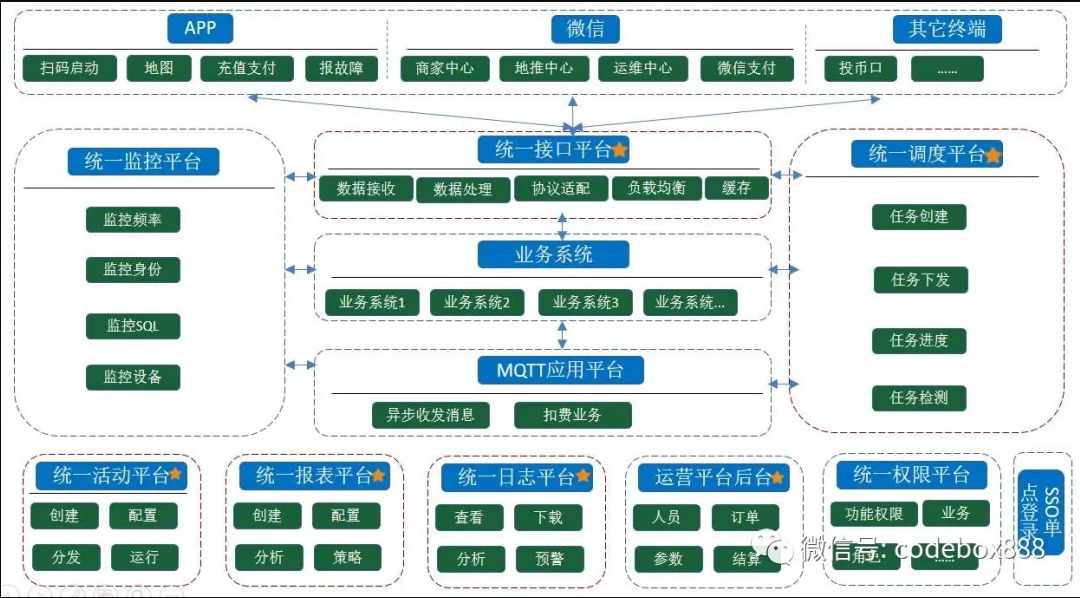 APP
微信
其它终端
扫码启动
地图
充值支付
报故障
商家中心
地推中心
运维中心
微信支付
投币口
......
统一监控平台
监控频率
监控身份
监控SQL
监控设备
统一接口平台
数据接收
数据处理
协议适配
负载均衡
缓存
业务系统
业务系统1
业务系统2
业务系统3
业务系统...
MQTT应用平台
异步收发消息
扣费业务
统一调度平台
任务创建
任务下发
任务进度
任务检测
统一活动平台
创建
配置
分发
运行
统一报表平台
创建
配置
分析
策略
统一日志平台
查看
下载
分析
预警
运营平台后台
人员
订单
参数
结算
统一权限平台
功能权限
业务
角色
......
SSO单
点登录
微信号: codebox888